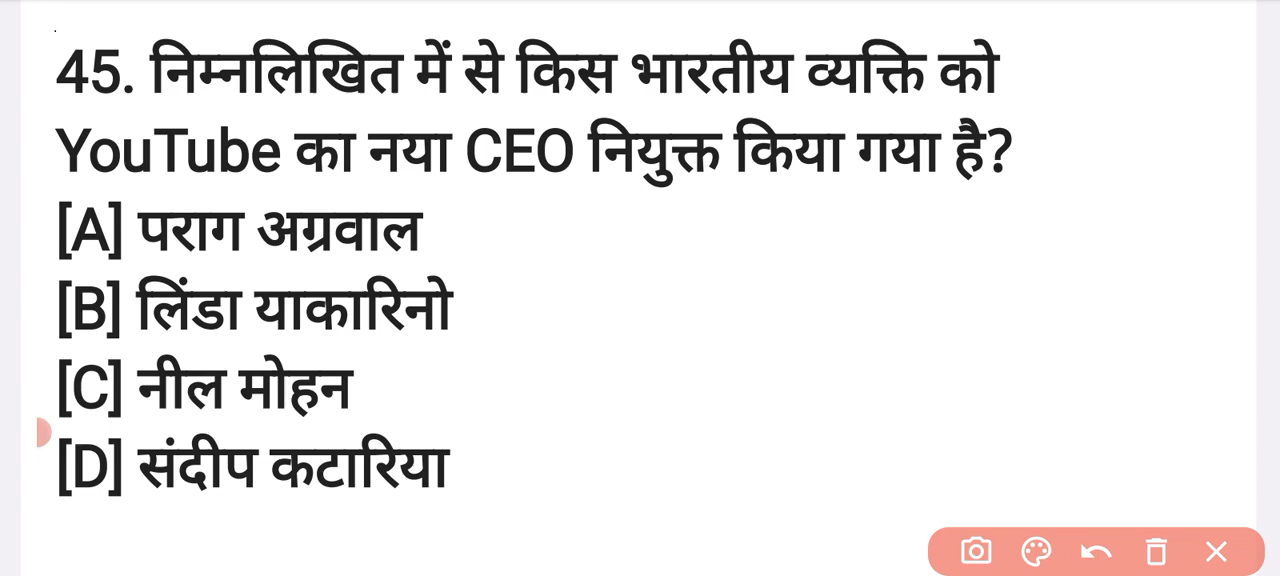 45. निम्नलिखित में से किस भारतीय व्यक्ति को
YouTube का नया CEO नियुक्त किया गया है?
[A] पराग अग्रवाल
[B] लिंडा याकारिनो
[C] नील मोहन
[D] संदीप कटारिया